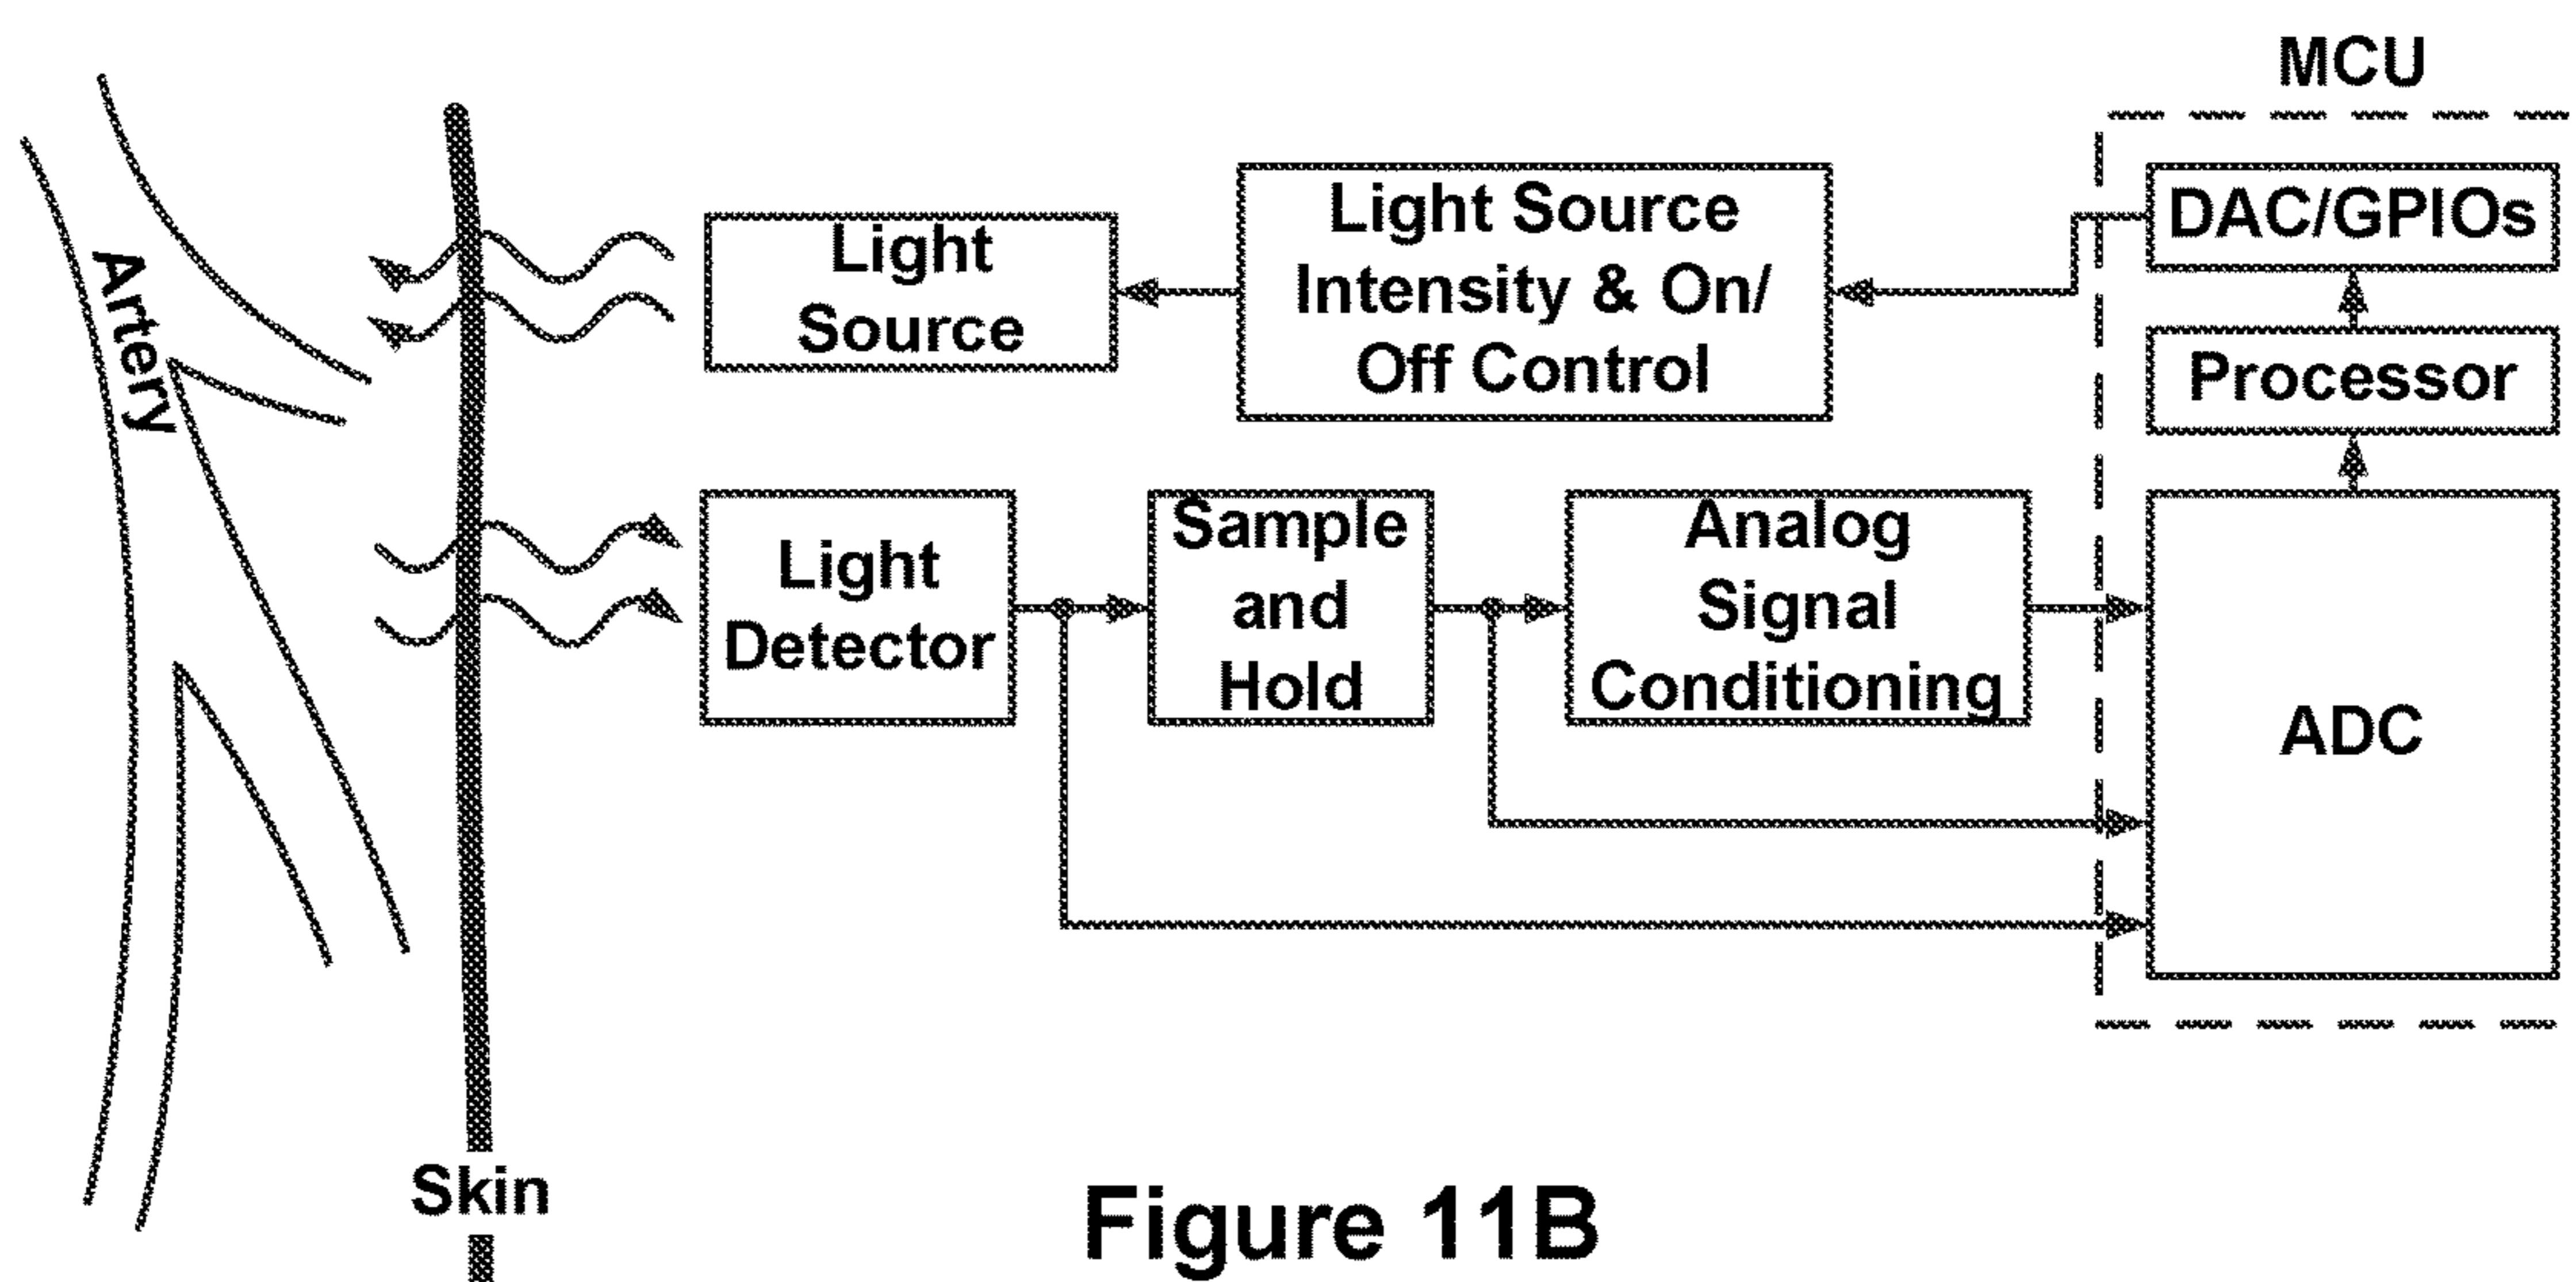 MCU
DAC/GPIOs
Light Source
Intensity & On/
Off Control
Light
Source
Artery
Processor
Light
Detector
Sample
and
Hold
Analog
Signal
Conditioning
ADC
Skin
Figure 11B